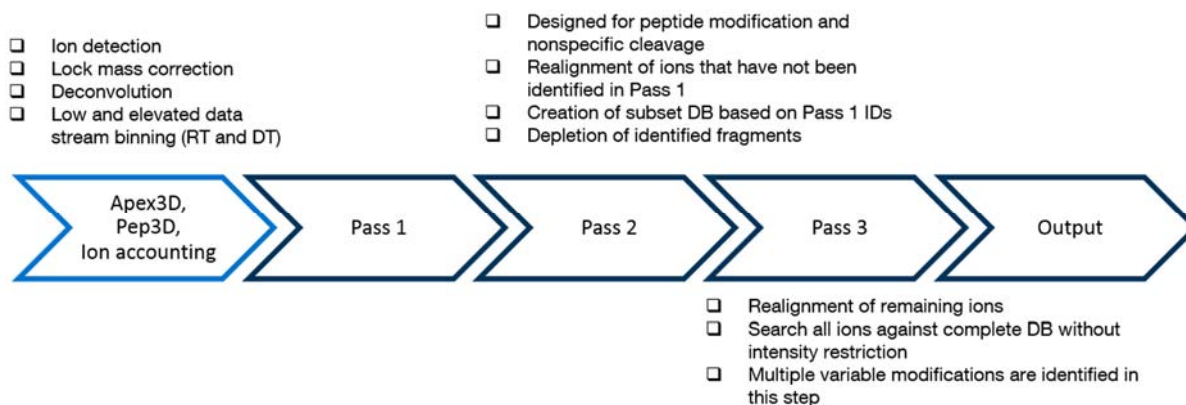 ❑ Ion detection
❑ Lock mass correction
❑ Deconvolution
❑ Low and elevated data
stream binning (RT and DT)
❑ Designed for peptide modification and
nonspecific cleavage
❑ Realignment of ions that have not been
identified in Pass 1
❑ Creation of subset DB based on Pass 1 IDs
❑ Depletion of identified fragments
Apex3D,
Pep3D,
Ion accounting
Pass 1
Pass 2
Pass 3
Output
❑ Realignment of remaining ions
❑ Search all ions against complete DB without
intensity restriction
❑ Multiple variable modifications are identified in
this step